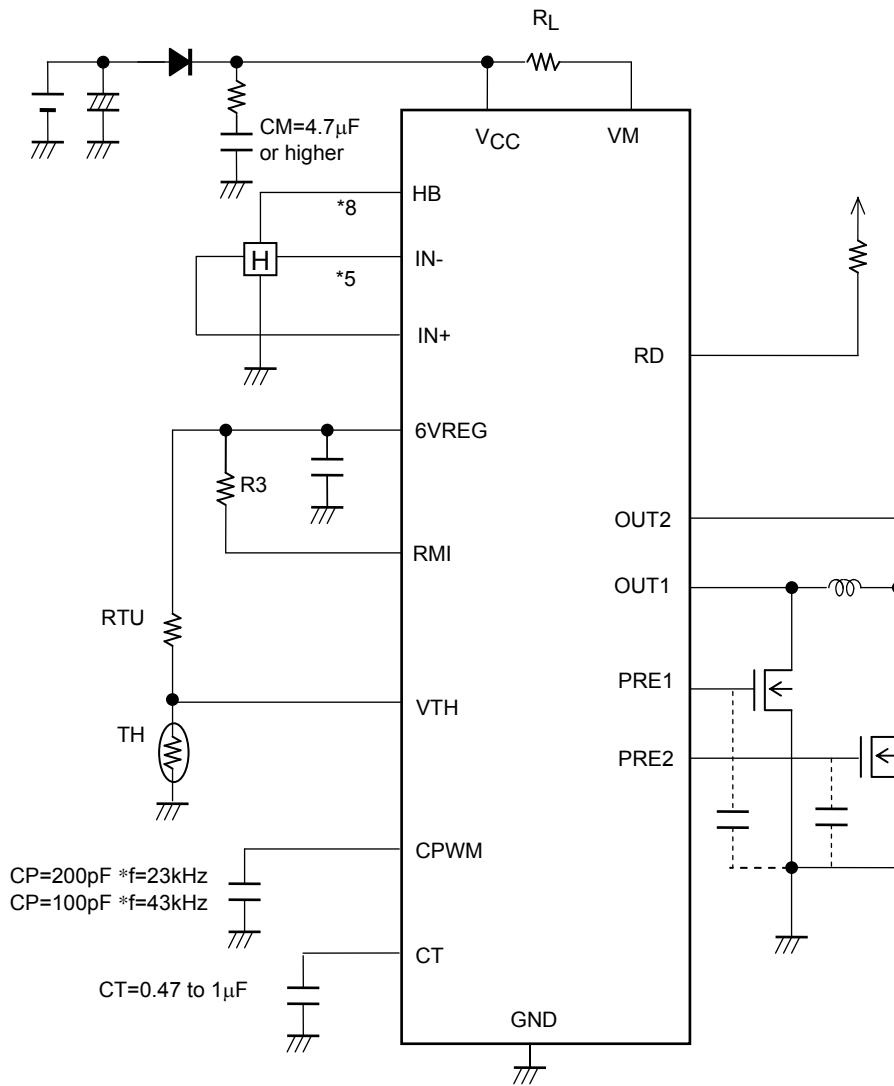 RL
CM=4.7μF
or higher
VCC
VM
HB
*8
H
IN-
*5
IN+
RD
6VREG
R3
OUT2
RMI
OUT1
RTU
PRE1
VTH
TH
PRE2
CPWM
CP=200pF *f=23kHz
CP=100pF *f=43kHz
CT
CT=0.47 to 1μF
GND